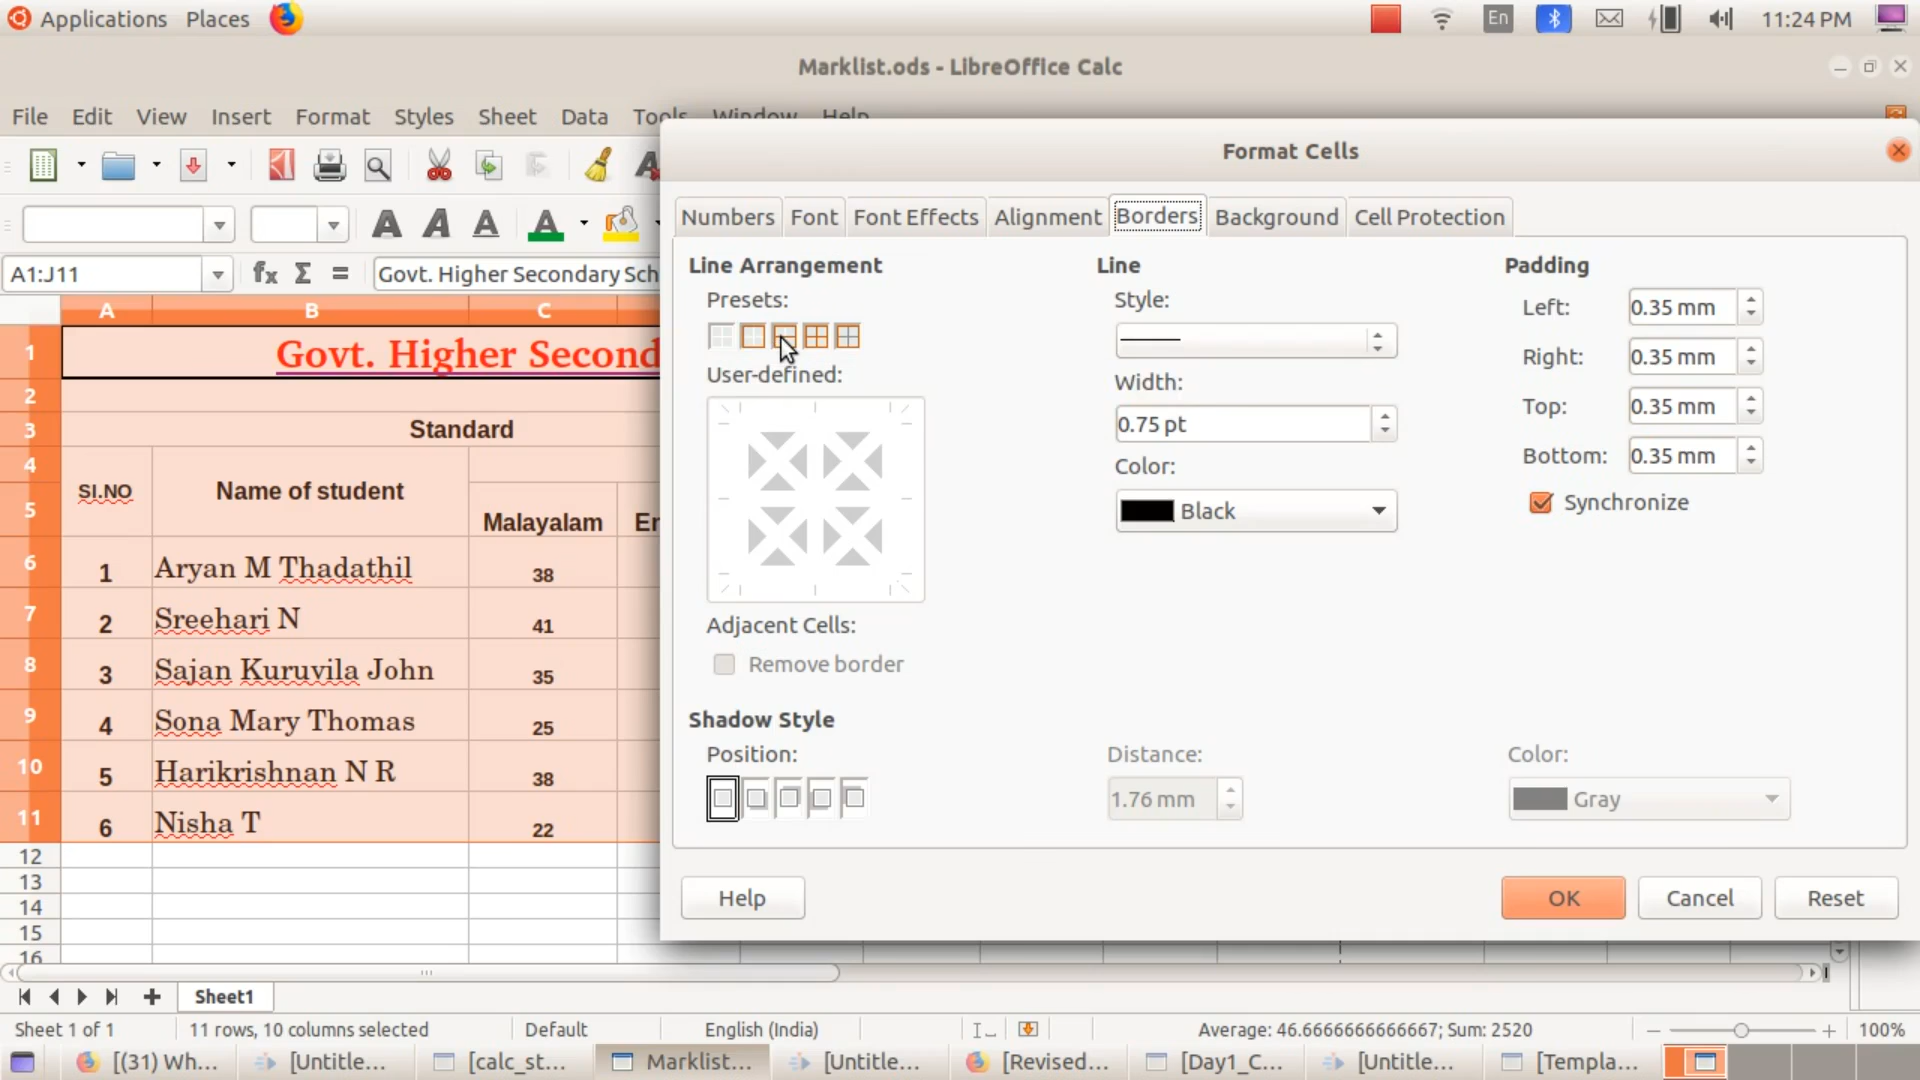 Applications Places En 11:24 PM
Marklist.ods - LibreOffice Calc
File Edit View Insert Format Styles Sheet Data Tools Window Help
Format Cells
Numbers Font Font Effects Alignment Borders Background Cell Protection
A1:J11 Govt. Higher Secondary Sch
Line Arrangement Line Padding
Presets: Style: Left: 0.35 mm
User-defined: Width: Right: 0.35 mm
0.75 pt Top: 0.35 mm
Color: Bottom: 0.35 mm
Black Synchronize
Adjacent Cells:
Remove border
Shadow Style
Position: Distance: Color:
1.76 mm Gray
Help OK Cancel Reset
A B C
1 Govt. Higher Second
2
3 Standard
4
5 SI.NO Name of student Malayalam Er
6 1 Aryan M Thadathil 38
7 2 Sreehari N 41
8 3 Sajan Kuruvila John 35
9 4 Sona Mary Thomas 25
10 5 Harikrishnan N R 38
11 6 Nisha T 22
12
13
14
15
16
Sheet1
Sheet 1 of 1 11 rows, 10 columns selected Default English (India) Average: 46.6666666666667; Sum: 2520 100%
[(31) Wh... [Untitle... [calc_st... Marklist... [Untitle... [Revised... [Day1_C... [Untitle... [Templa...